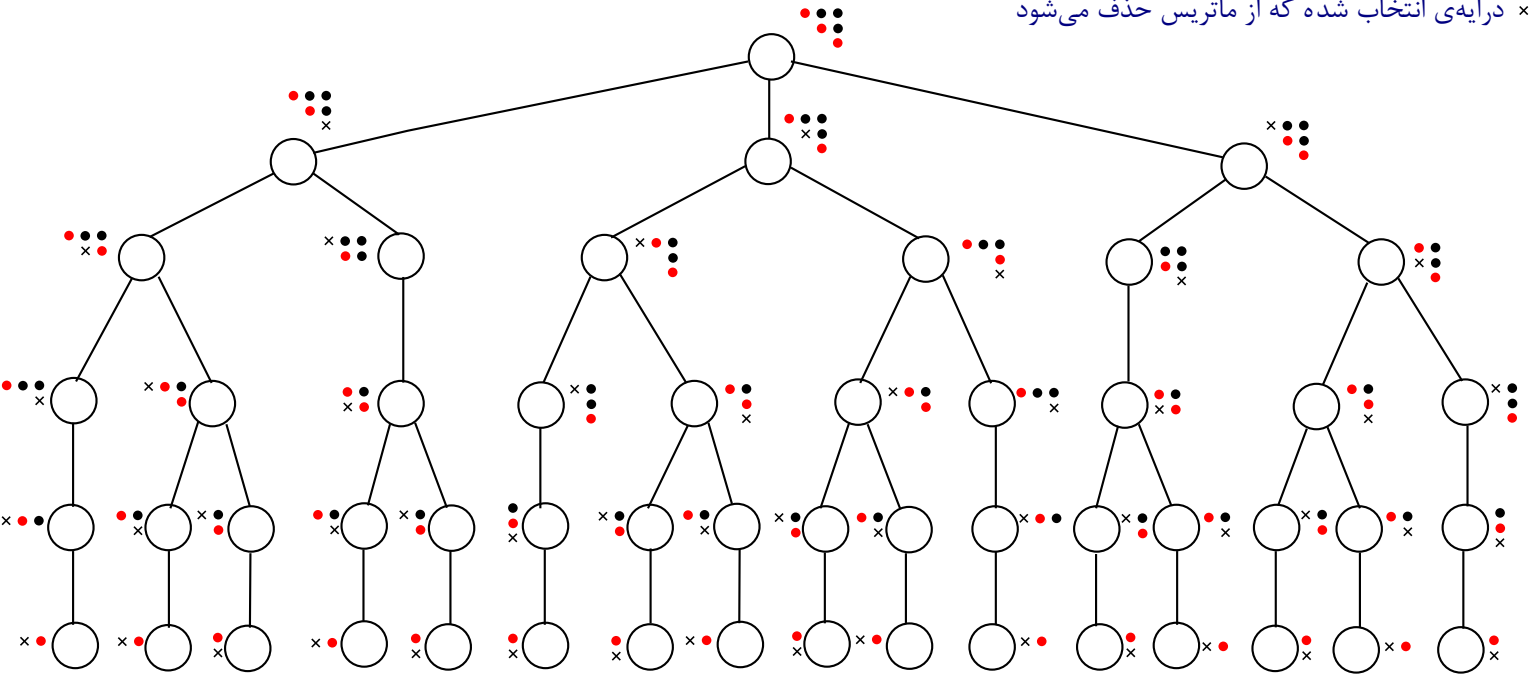 × درایه‌ی انتخاب شده که از ماتریس حذف می‌شود